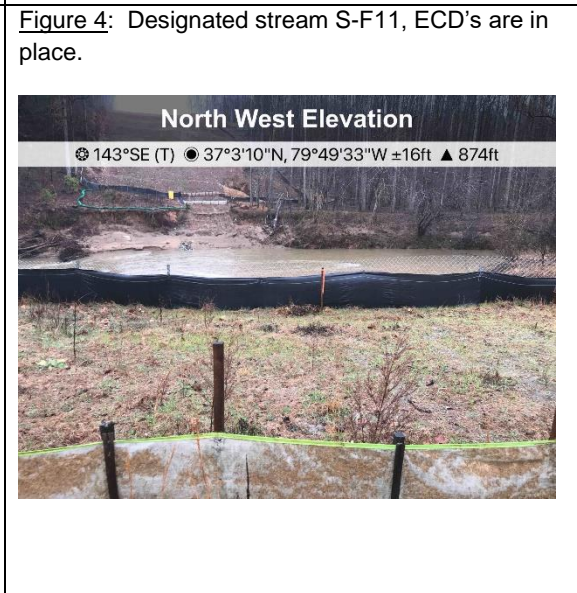 Figure 4: Designated stream S-F11, ECD's are in
place.
North West Elevation
143°SE (T) 37°3'10"N, 79°49'33"W ±16ft ▲ 874ft